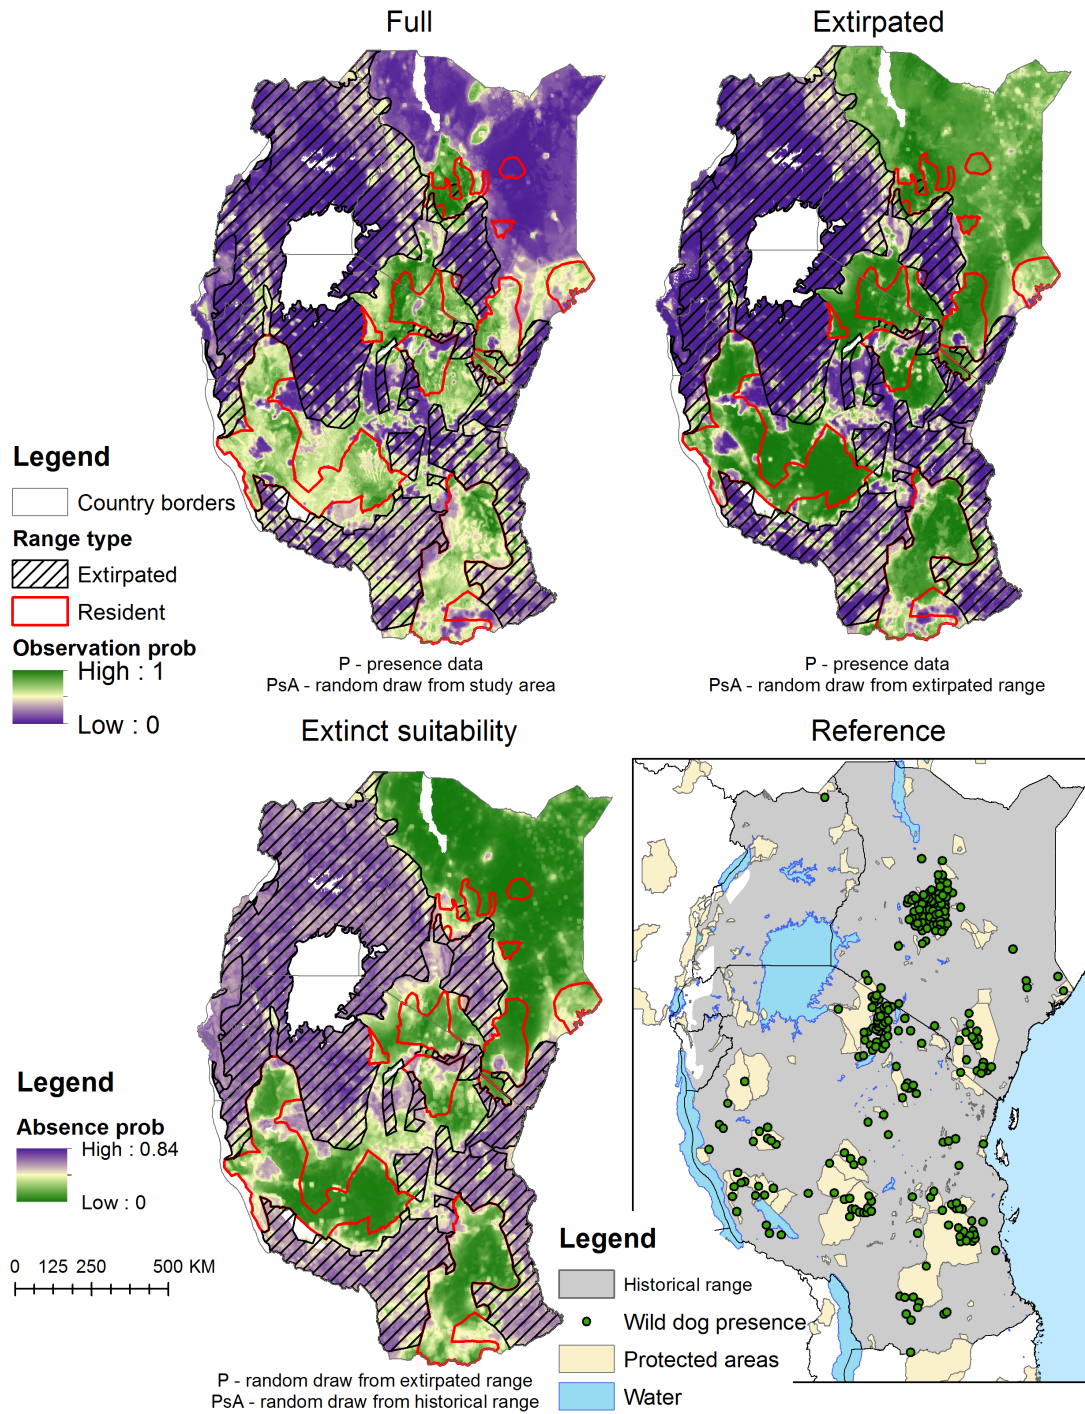 Full
Extirpated
Legend
Country borders
Range type
Extirpated
Resident
Observation prob
High : 1
Low : 0
P - presence data
PsA - random draw from study area
P - presence data
PsA - random draw from extirpated range
Extinct suitability
Reference
Legend
Absence prob
High : 0.84
Low : 0
0 125 250 500 KM
P - random draw from extirpated range
PsA - random draw from historical range
Legend
Historical range
Wild dog presence
Protected areas
Water